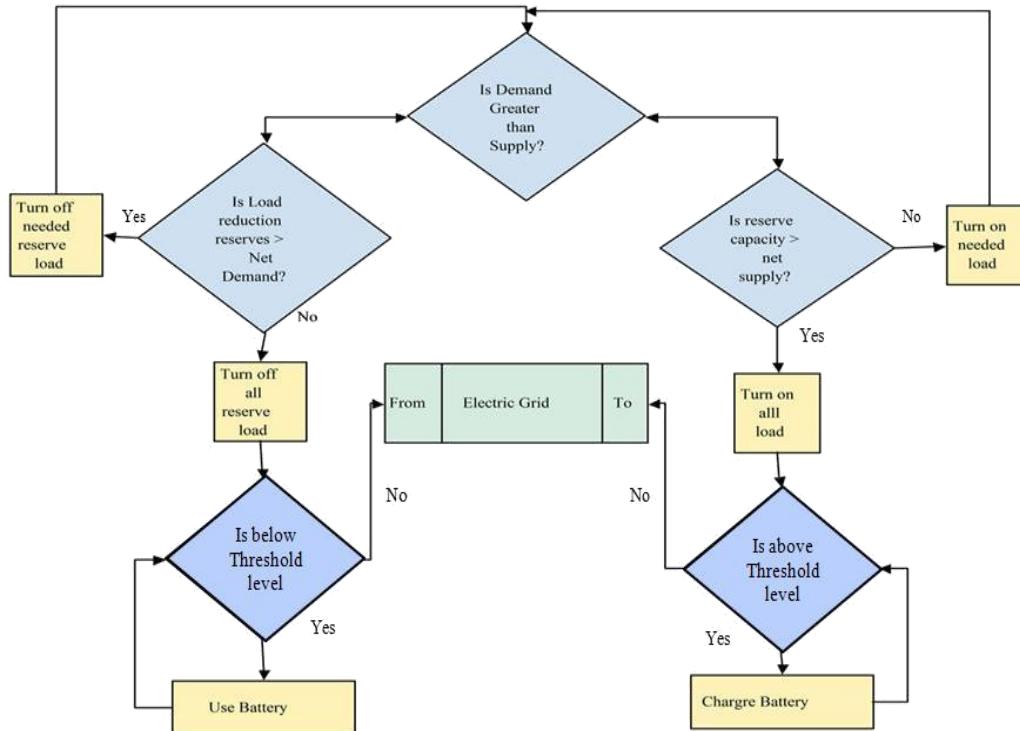 Is Demand
Greater
than
Supply?
Is Load
reduction
reserves >
Net
Demand?
Yes
Turn off
needed
reserve
load
No
Is reserve
capacity >
net
supply?
No
Turn on
needed
load
Yes
Turn off
all
reserve
load
From
Electric Grid
To
Turn on
alll
load
No
No
Is below
Threshold
level
Yes
Use Battery
Is above
Threshold
level
Yes
Chargre Battery